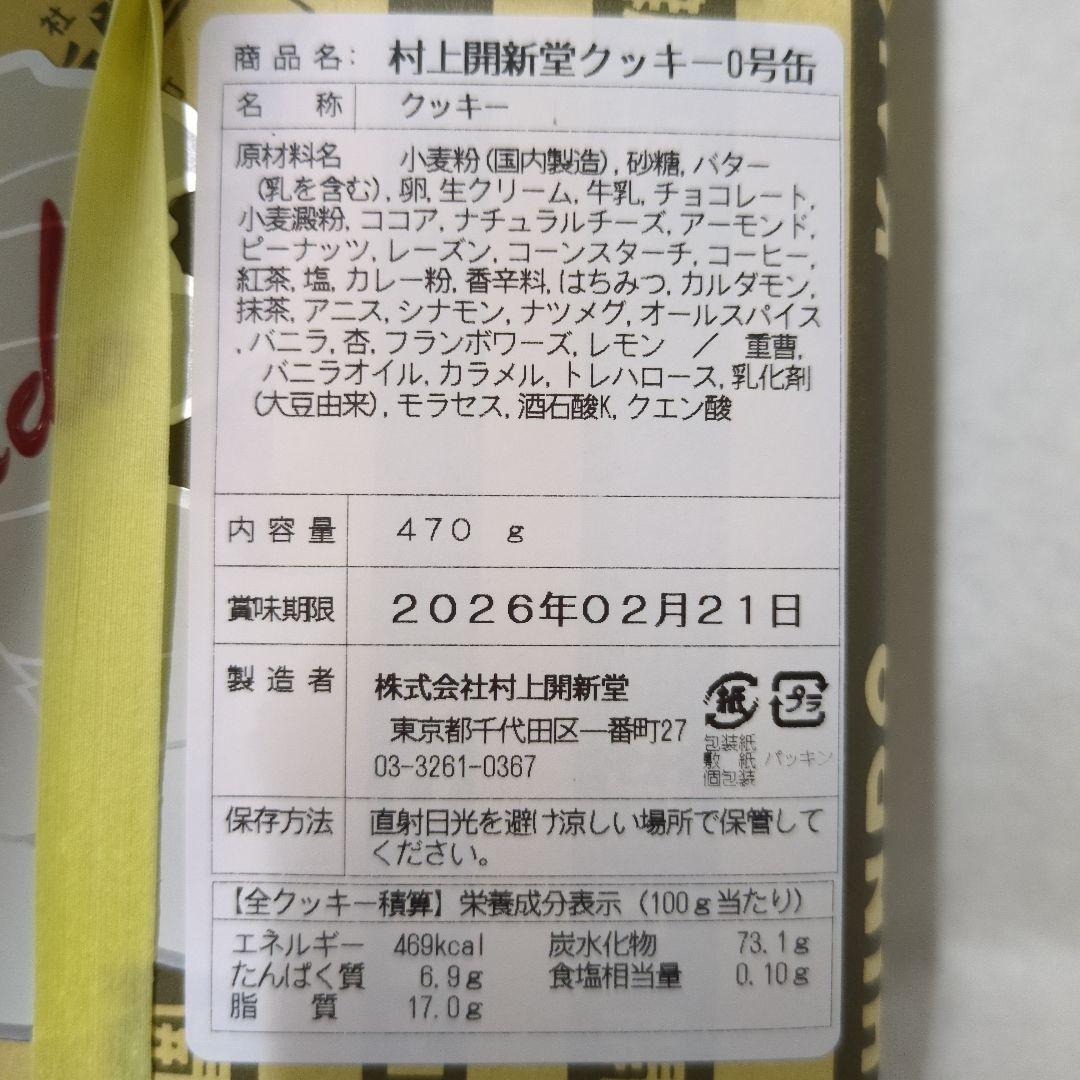 社
商品名: 村上開新堂クッキー0号缶
名 称 クッキー
原材料名 小麦粉(国内製造),砂糖,バター
(乳を含む),卵,生クリーム,牛乳,チョコレート,
小麦澱粉,ココア,ナチュラルチーズ,アーモンド,
ピーナッツ,レーズン,コーンスターチ,コーヒー,
紅茶,塩,カレー粉,香辛料,はちみつ,カルダモン,
抹茶,アニス,シナモン,ナツメグ,オールスパイス
,バニラ,杏,フランボワーズ,レモン ／ 重曹,
バニラオイル,カラメル,トレハロース,乳化剤
(大豆由来),モラセス,酒石酸K,クエン酸
内容量 470 g
賞味期限 2026年02月21日
製造者 株式会社村上開新堂
東京都千代田区一番町27
03-3261-0367
紙 プラ
包装紙
敷 紙 パッキン
個包装
保存方法 直射日光を避け涼しい場所で保管して
ください。
【全クッキー積算】栄養成分表示 (100g当たり)
エネルギー 469kcal 炭水化物 73.1g
たんぱく質 6.9g 食塩相当量 0.10g
脂 質 17.0g